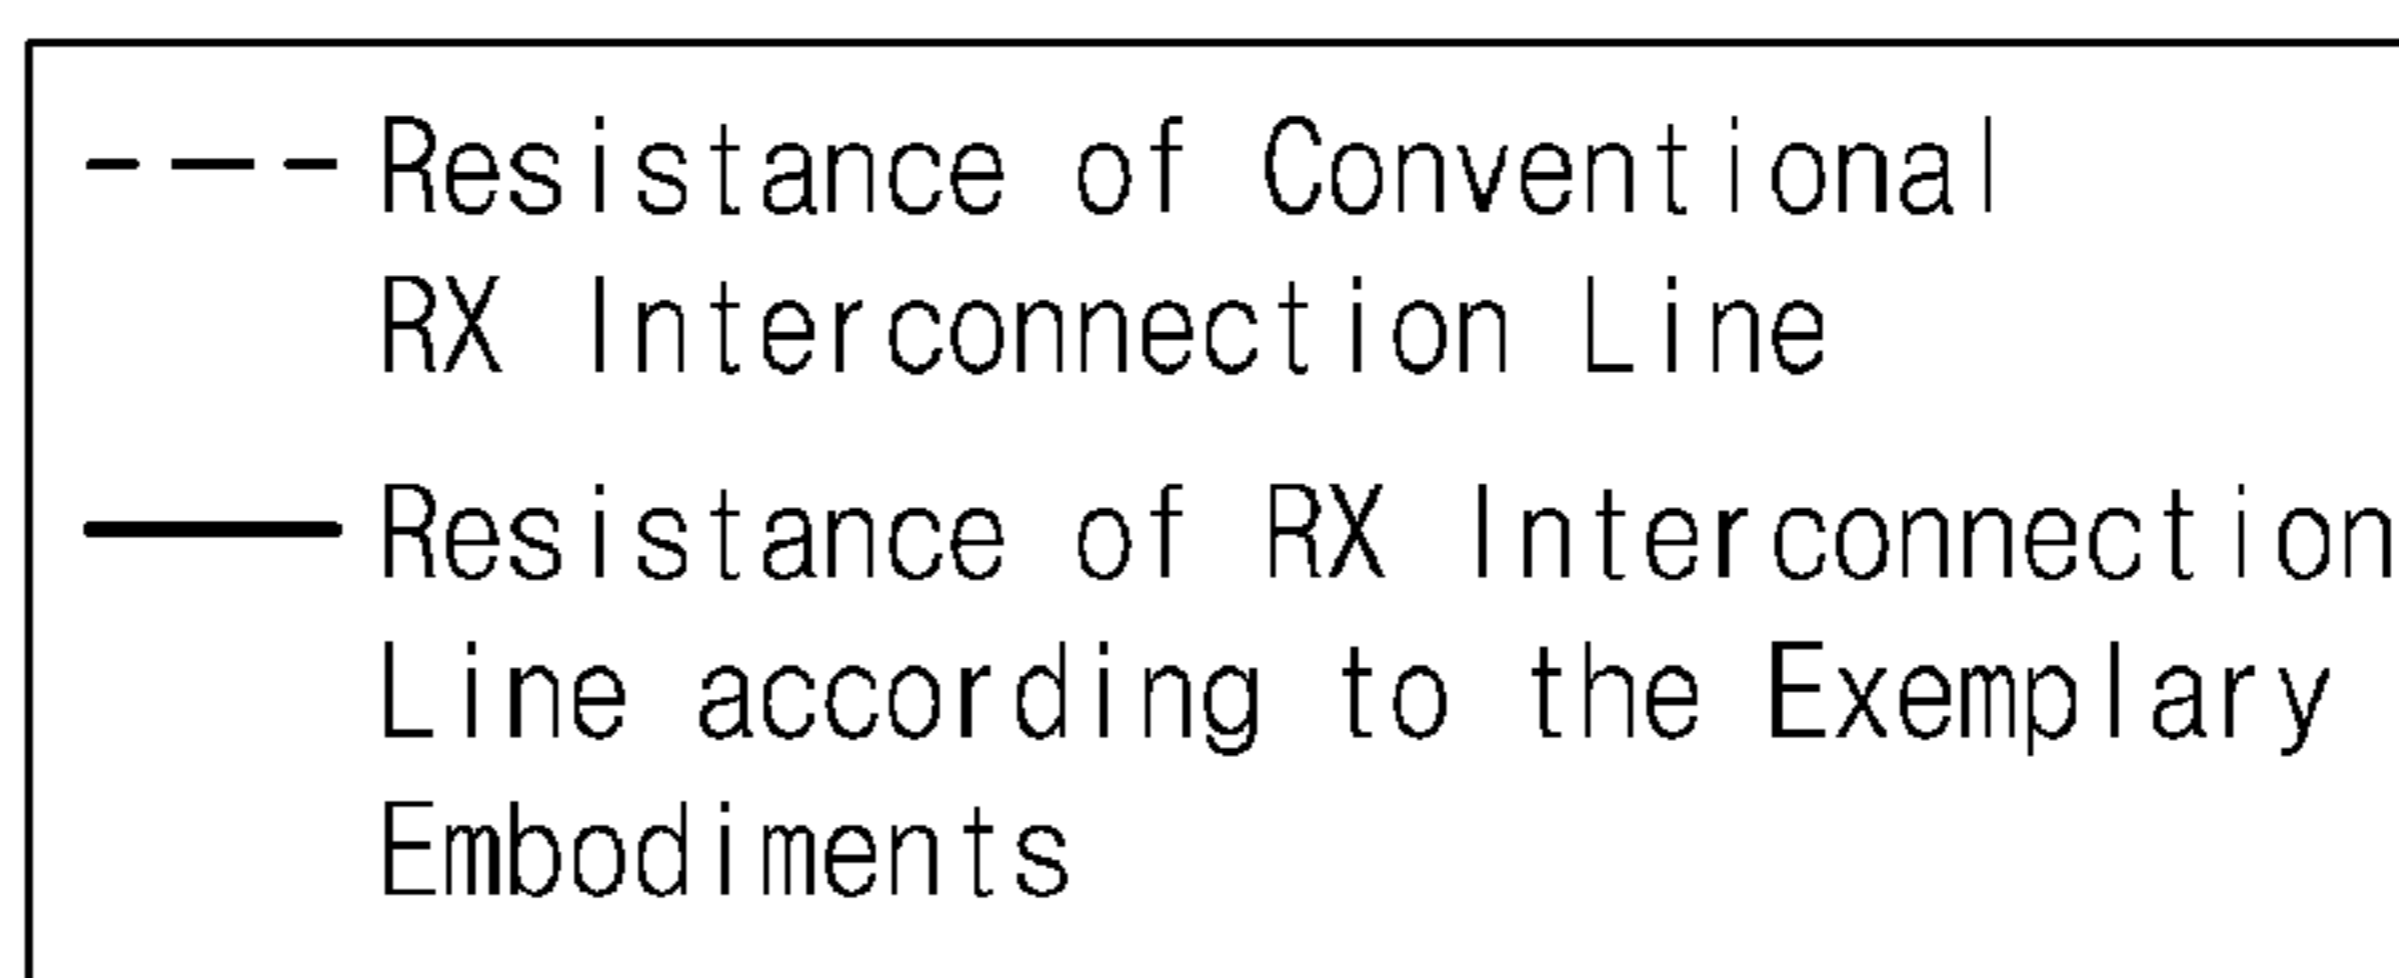 Resistance of Conventional
RX Interconnection Line
Resistance of RX Interconnection
Line according to the Exemplary
Embodiments